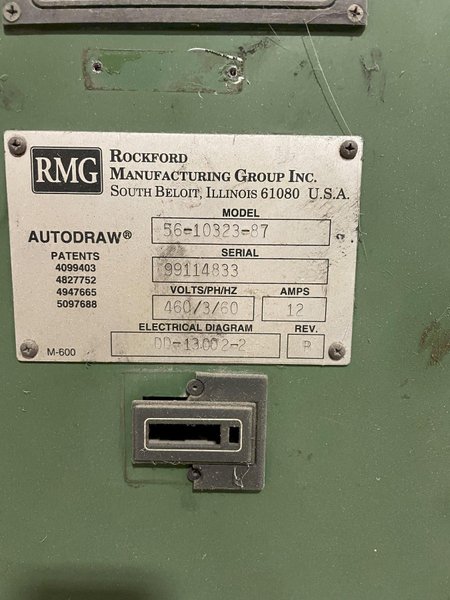 RMG
ROCKFORD
MANUFACTURING GROUP INC.
SOUTH BELOIT, ILLINOIS 61080 U.S.A.
MODEL
56-10323-87
AUTODRAW®
SERIAL
99114833
PATENTS
4099403
4827752
4947665
5097688
VOLTS/PH/HZ
AMPS
460/3/60
12
ELECTRICAL DIAGRAM
REV.
DD-13002-2
M-600